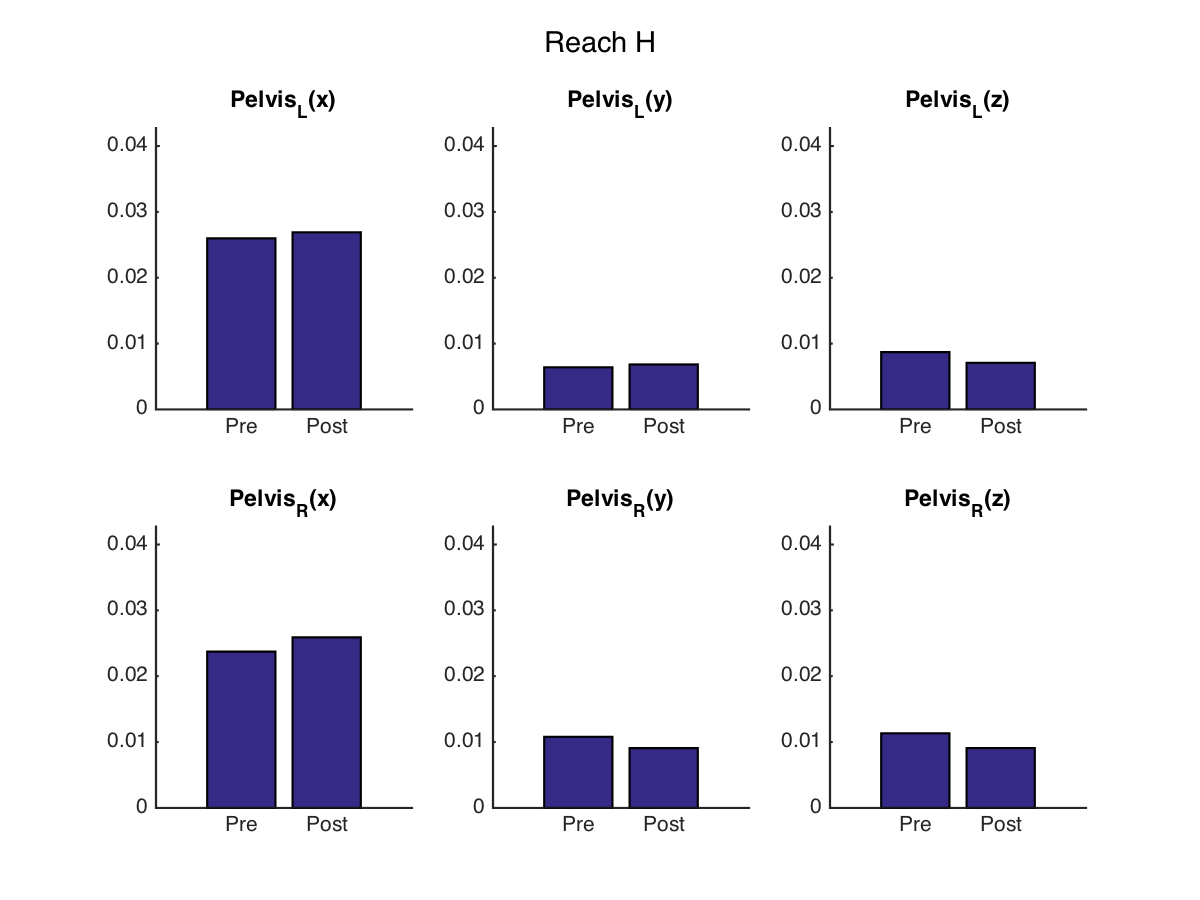 Reach H
Pelvis_L(x) Pelvis_L(y) Pelvis_L(z)
0.04 0.04 0.04
0.03 0.03 0.03
0.02 0.02 0.02
0.01 0.01 0.01
0 0 0
Pre Post Pre Post Pre Post
Pelvis_R(x) Pelvis_R(y) Pelvis_R(z)
0.04 0.04 0.04
0.03 0.03 0.03
0.02 0.02 0.02
0.01 0.01 0.01
0 0 0
Pre Post Pre Post Pre Post